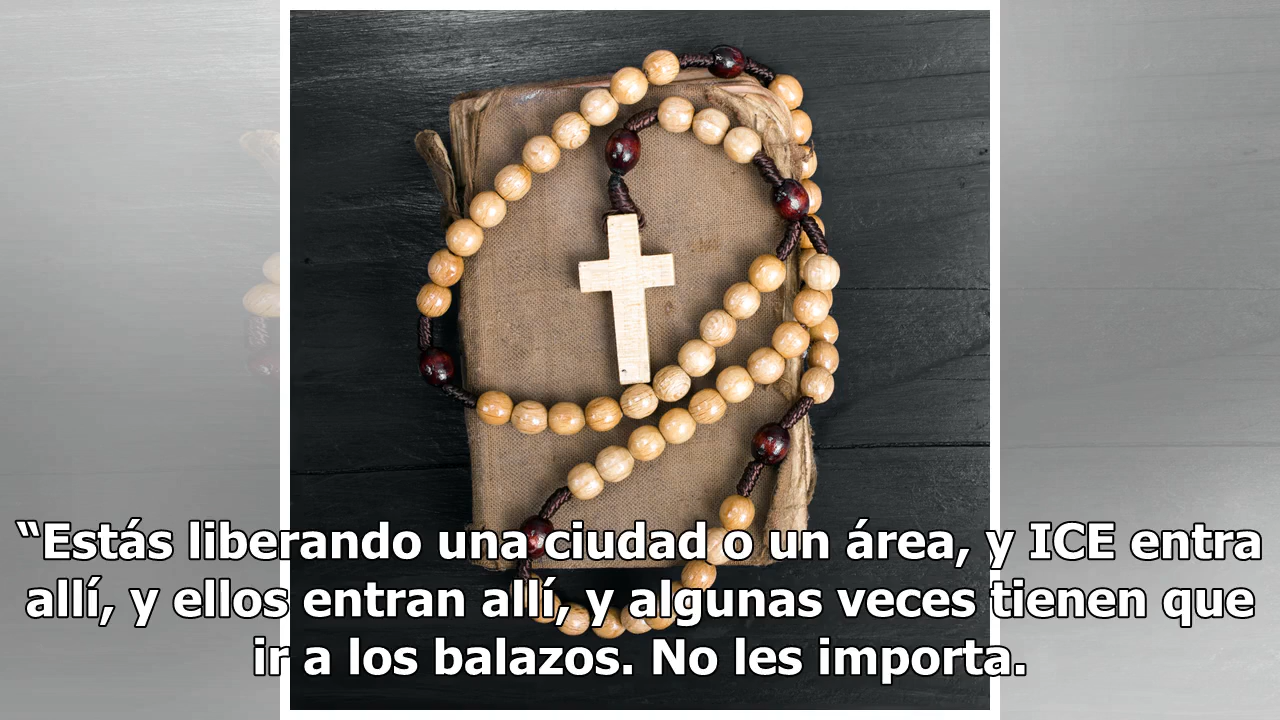 “Estás liberando una ciudad o un área, y ICE entra
allí, y ellos entran allí, y algunas veces tienen que
ir a los balazos. No les importa.